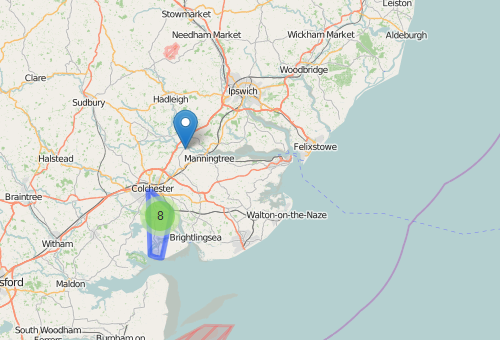 Leiston
Stowmarket
Needham Market
Wickham Market
Aldeburgh
Woodbridge
Clare
Ipswich
Hadleigh
Sudbury
Felixstowe
Manningtree
Halstead
Colchester
Braintree
8
Walton-on-the-Naze
Brightlingsea
Witham
Maldon
sford
South Woodham
Ferrers
Burnham on